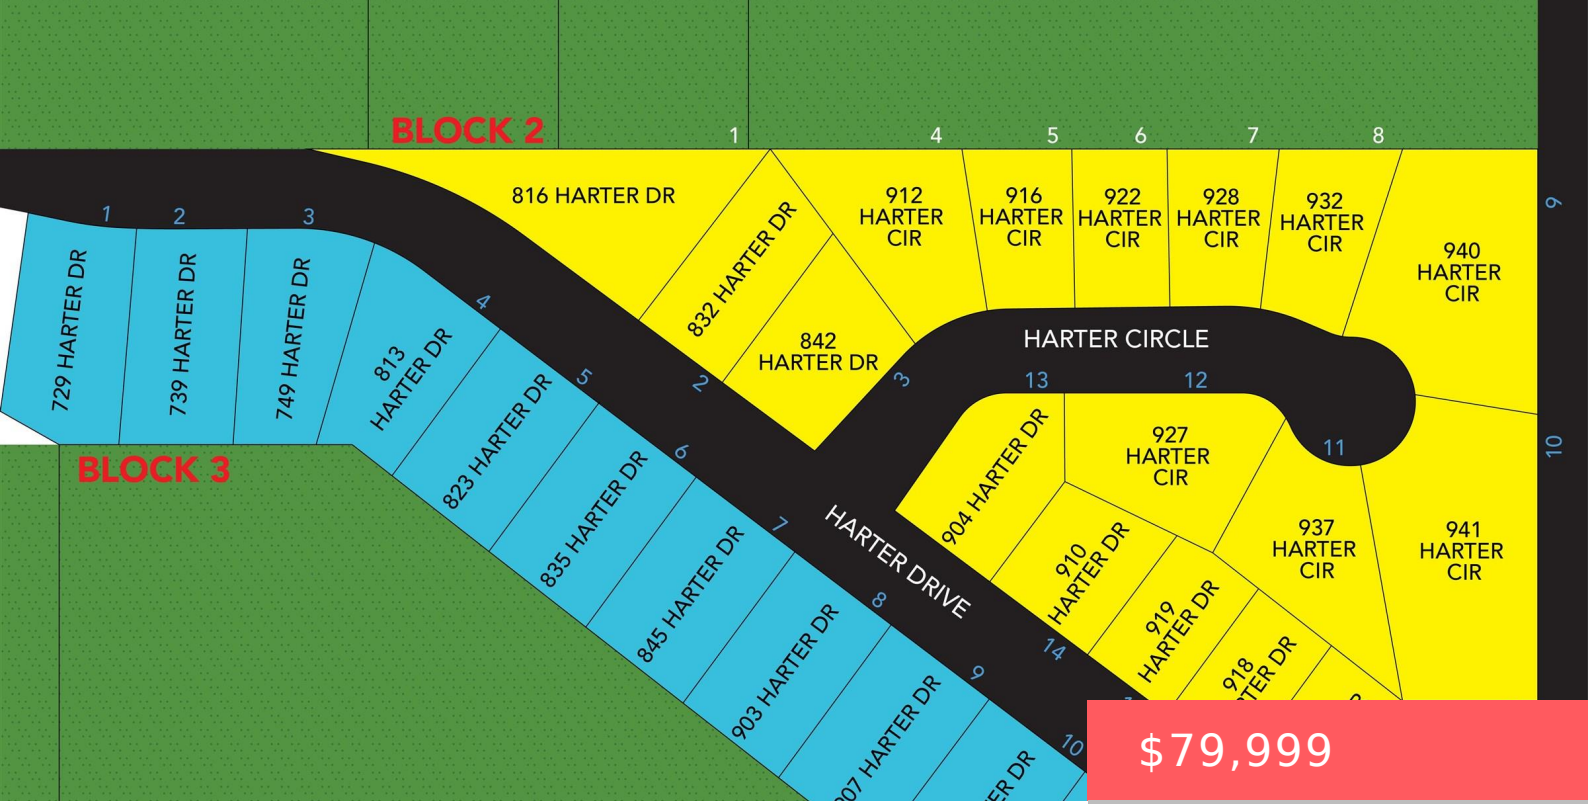 BLOCK 2
1
4
5
6
7
8
816 HARTER DR
832 HARTER DR
842
HARTER DR
912
HARTER
CIR
916
HARTER
CIR
922
HARTER
CIR
928
HARTER
CIR
932
HARTER
CIR
940
HARTER
CIR
9
1
2
3
729 HARTER DR
739 HARTER DR
749 HARTER DR
813
HARTER DR
4
823 HARTER DR
5
835 HARTER DR
6
845 HARTER DR
7
903 HARTER DR
8
907 HARTER DR
9
10
2
3
HARTER CIRCLE
13
12
11
10
BLOCK 3
HARTER DRIVE
904 HARTER DR
927
HARTER
CIR
937
HARTER
CIR
941
HARTER
CIR
910
HARTER DR
919
HARTER DR
918
14
$79,999